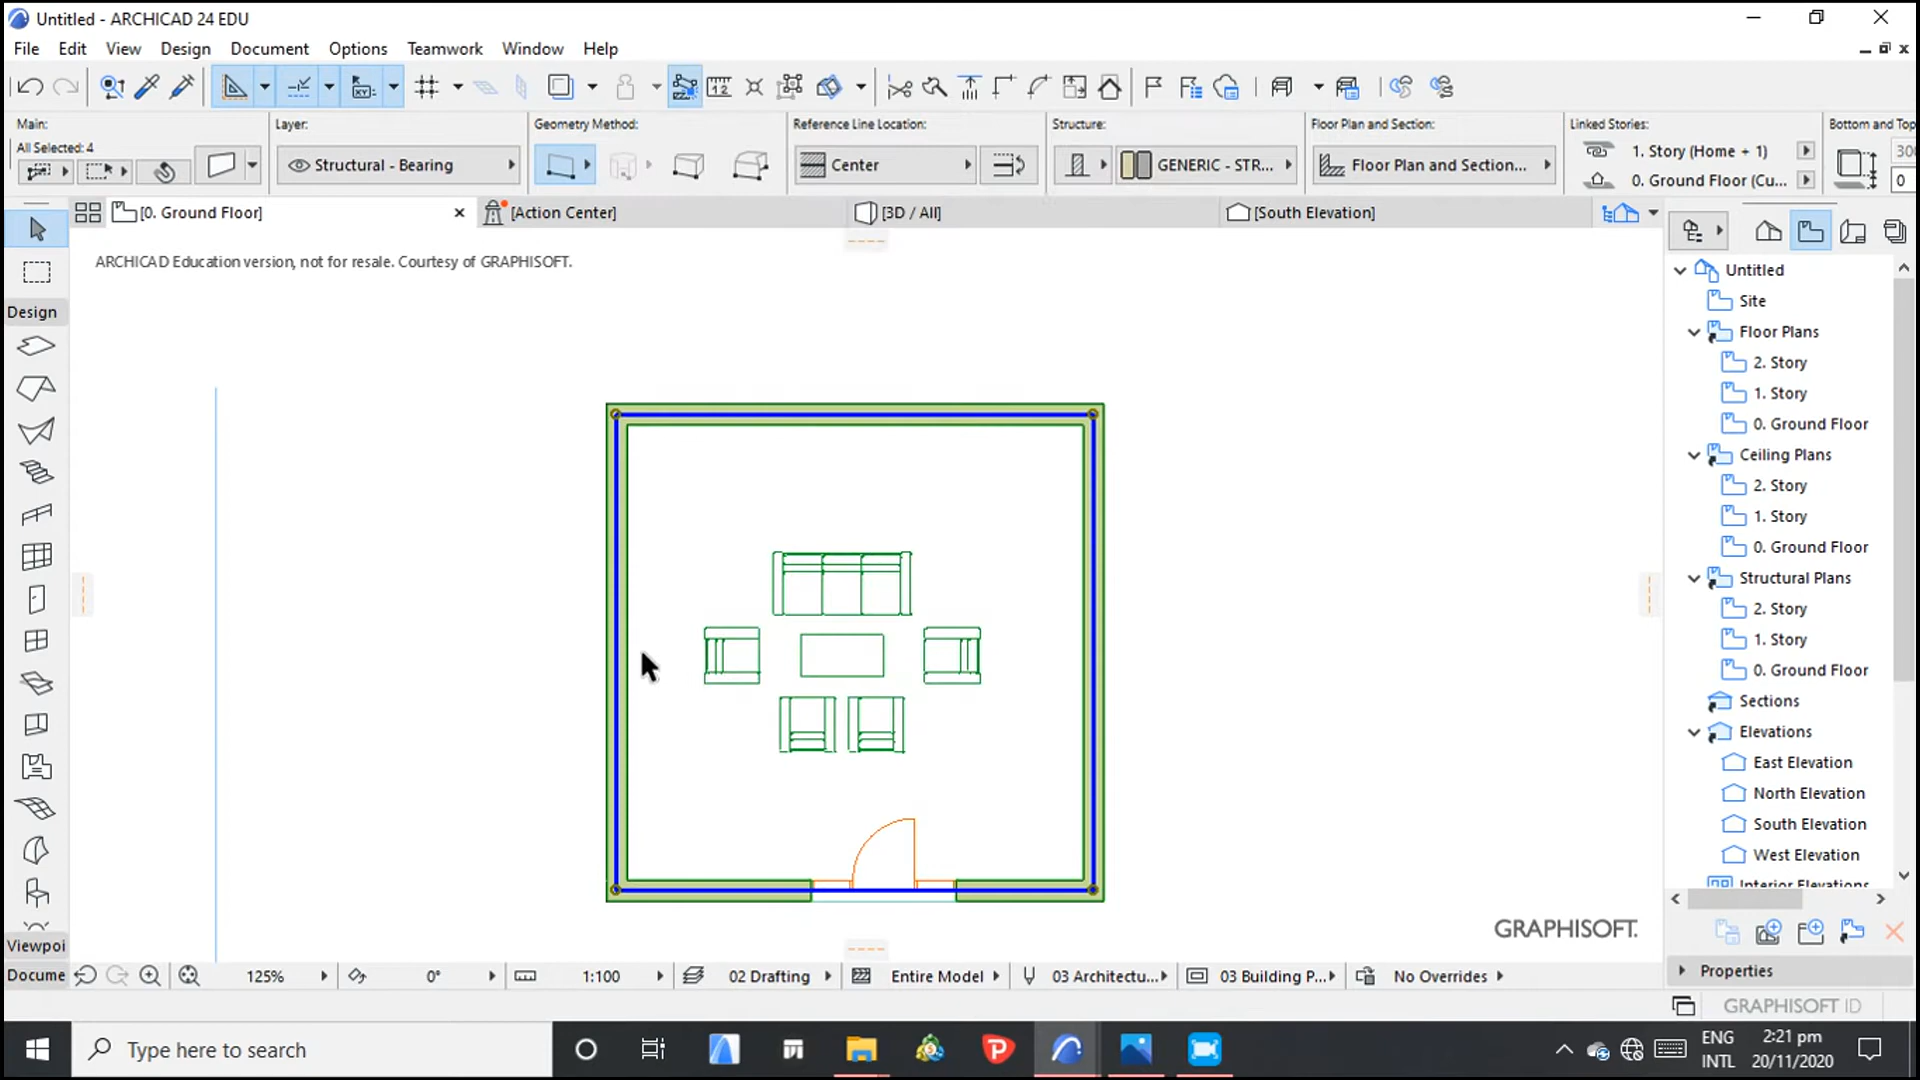 Untitled - ARCHICAD 24 EDU
File Edit View Design Document Options Teamwork Window Help
Main: Layer: Geometry Method: Reference Line Location: Structure: Floor Plan and Section: Linked Stories: Bottom and Top
All Selected: 4
Structural - Bearing Center GENERIC - STR... Floor Plan and Section... 1. Story (Home + 1) 300
0. Ground Floor (Cu... 0
[0. Ground Floor] [Action Center] [3D / All] [South Elevation]
ARCHICAD Education version, not for resale. Courtesy of GRAPHISOFT.
Design
Viewpoi
Docume
Untitled
Site
Floor Plans
2. Story
1. Story
0. Ground Floor
Ceiling Plans
2. Story
1. Story
0. Ground Floor
Structural Plans
2. Story
1. Story
0. Ground Floor
Sections
Elevations
East Elevation
North Elevation
South Elevation
West Elevation
Interior Elevations
GRAPHISOFT.
Properties
125% 0° 1:100 02 Drafting Entire Model 03 Architectu... 03 Building P... No Overrides
GRAPHISOFT ID
Type here to search
ENG
INTL
2:21 pm
20/11/2020